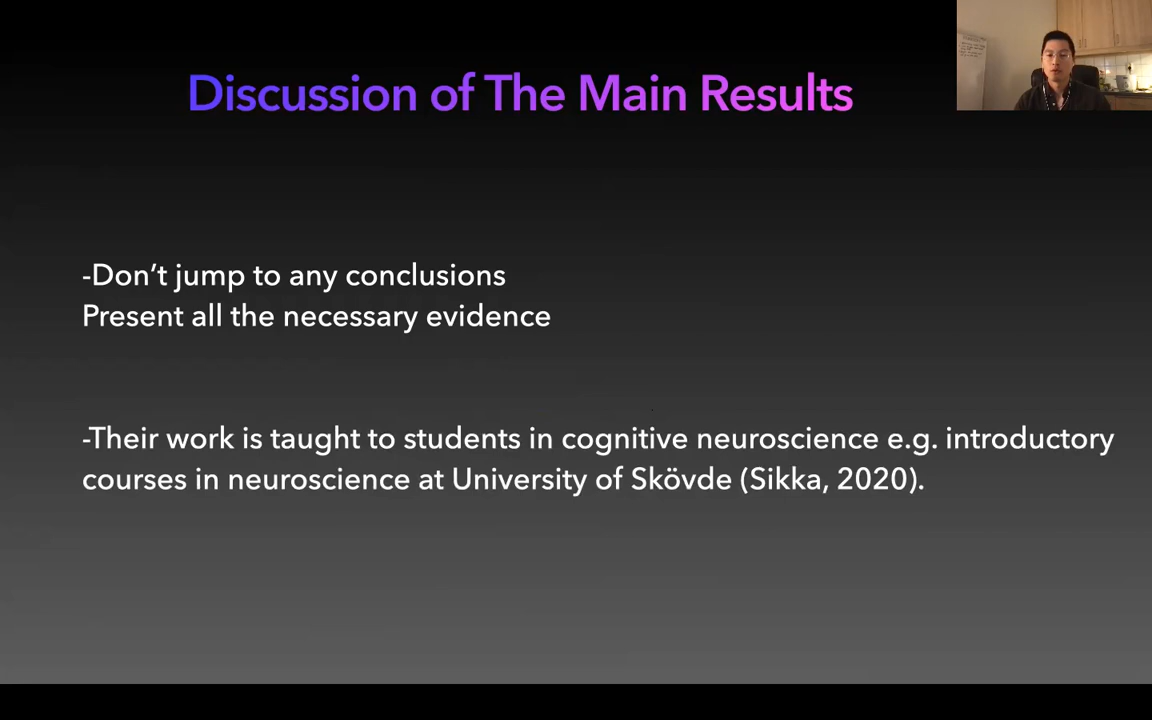 Discussion of The Main Results
-Don’t jump to any conclusions
Present all the necessary evidence
-Their work is taught to students in cognitive neuroscience e.g. introductory
courses in neuroscience at University of Skövde (Sikka, 2020).